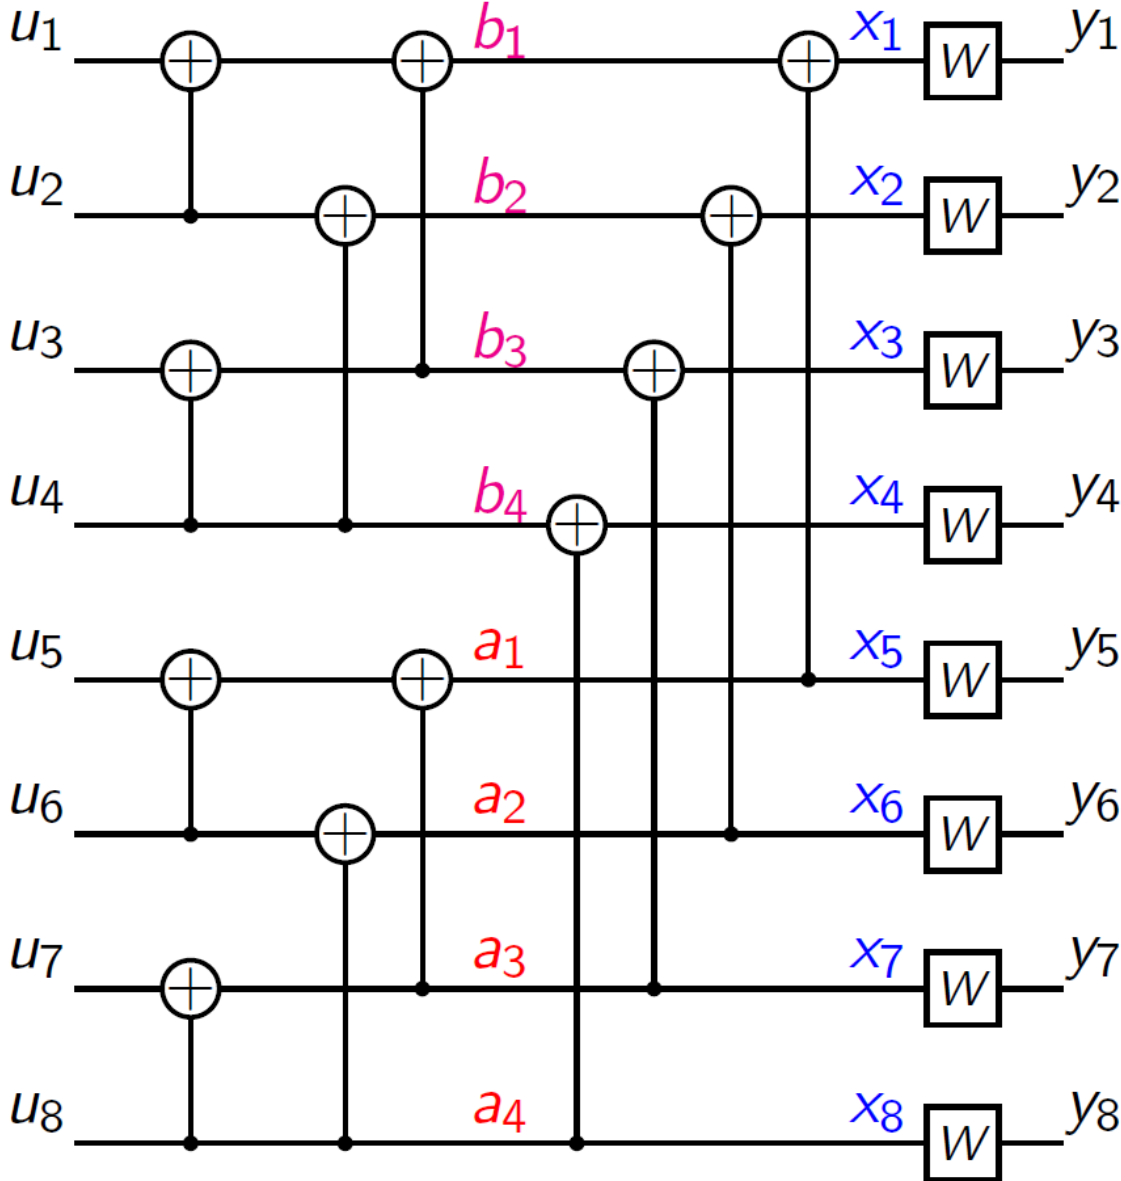 u1 b1 x1 W y1
u2 b2 x2 W y2
u3 b3 x3 W y3
u4 b4 x4 W y4
u5 a1 x5 W y5
u6 a2 x6 W y6
u7 a3 x7 W y7
u8 a4 x8 W y8